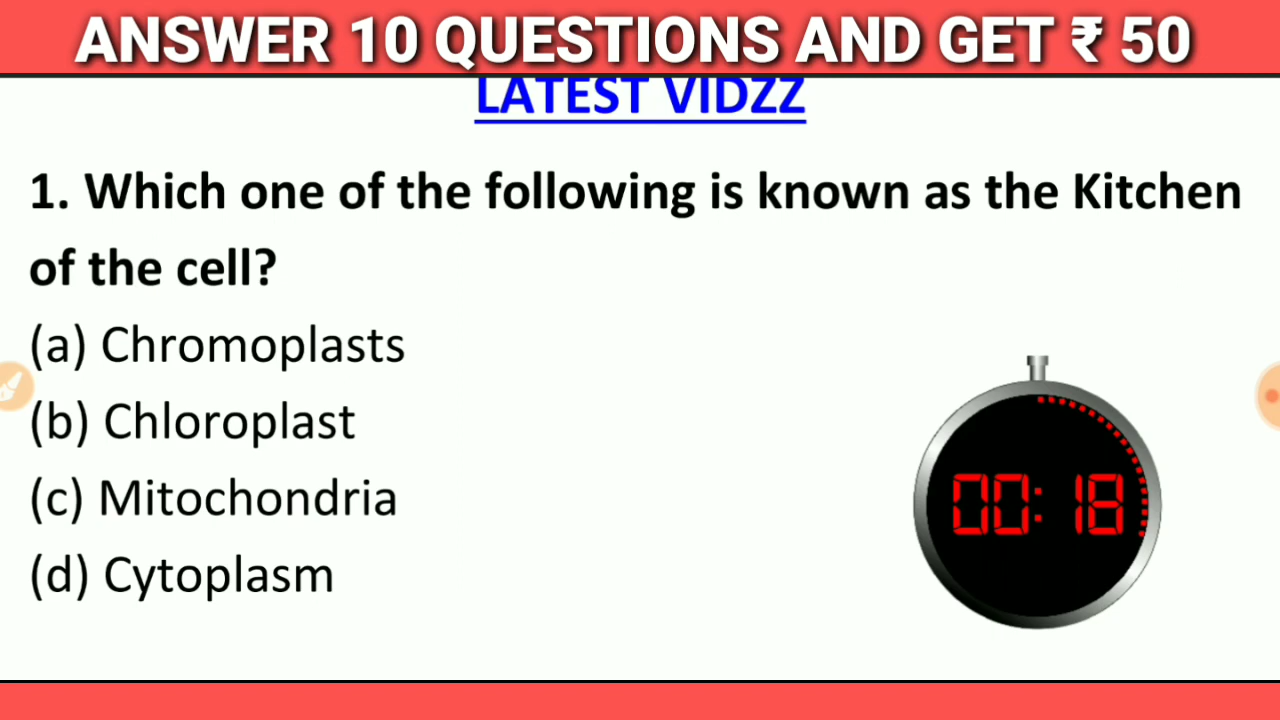 ANSWER 10 QUESTIONS AND GET ₹ 50
LATEST VIDZZ
1. Which one of the following is known as the Kitchen
of the cell?
(a) Chromoplasts
(b) Chloroplast
(c) Mitochondria
(d) Cytoplasm
00:18